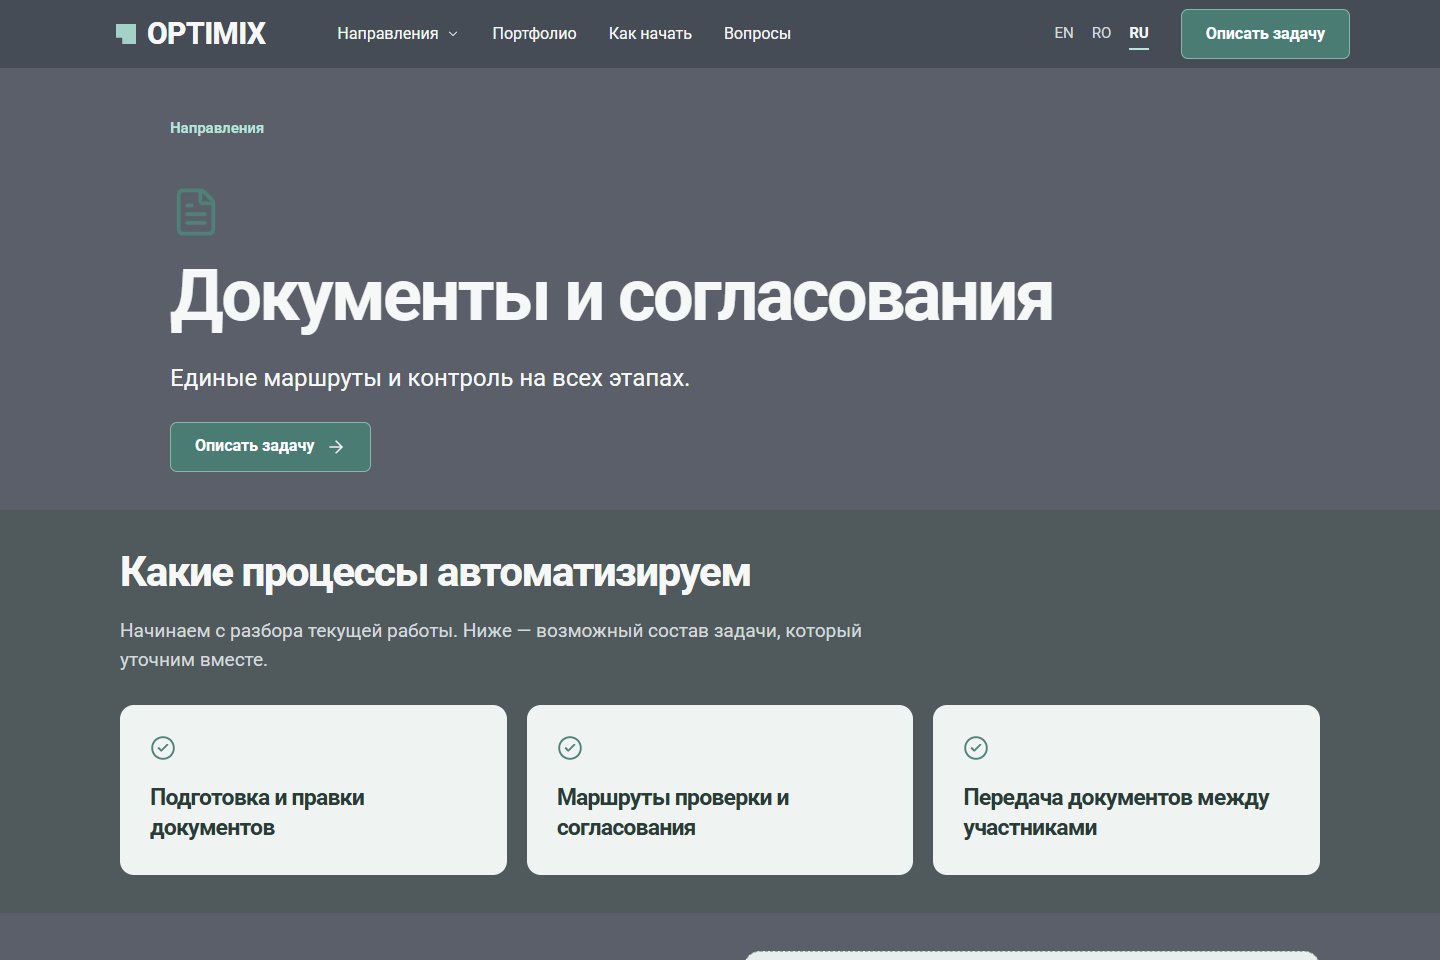 OPTIMIX
Направления
Портфолио
Как начать
Вопросы
EN RO RU
Описать задачу
Направления
Документы и согласования
Единые маршруты и контроль на всех этапах.
Описать задачу
Какие процессы автоматизируем
Начинаем с разбора текущей работы. Ниже — возможный состав задачи, который
уточним вместе.
Подготовка и правки
документов
Маршруты проверки и
согласования
Передача документов между
участниками